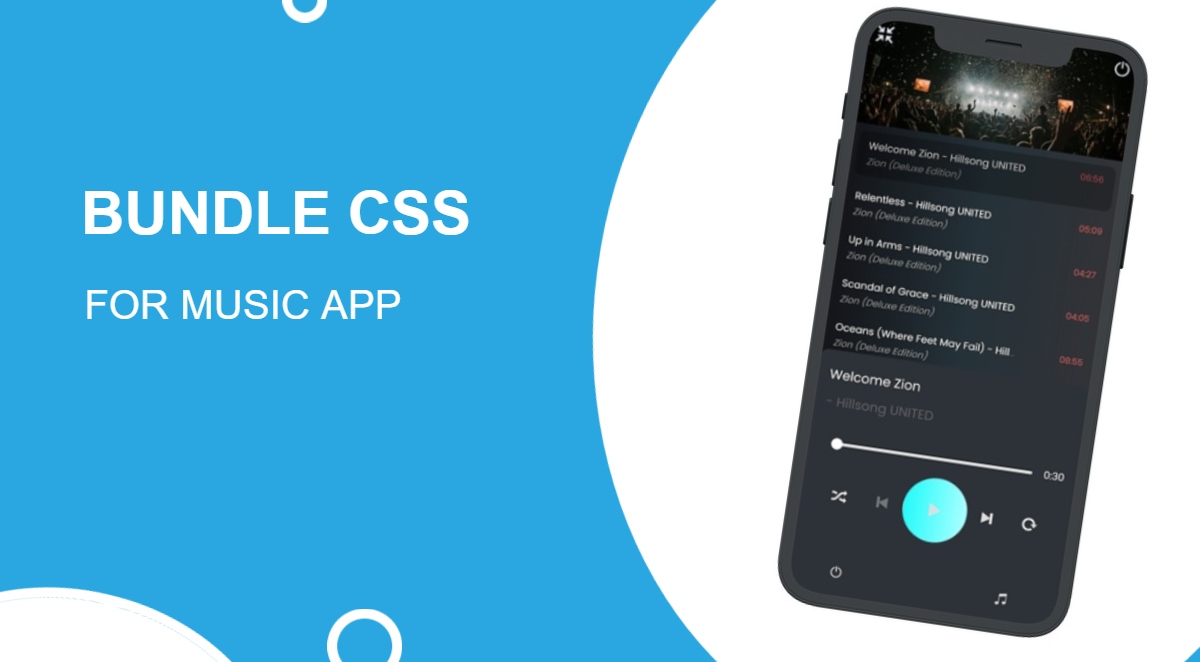 BUNDLE CSS
FOR MUSIC APP
Welcome Zion - Hillsong UNITED
Zion (Deluxe Edition)
08:56
Relentless - Hillsong UNITED
Zion (Deluxe Edition)
05:09
Up in Arms - Hillsong UNITED
Zion (Deluxe Edition)
04:27
Scandal of Grace - Hillsong UNITED
Zion (Deluxe Edition)
04:05
Oceans (Where Feet May Fail) - Hill...
Zion (Deluxe Edition)
08:55
Welcome Zion
- Hillsong UNITED
0:30